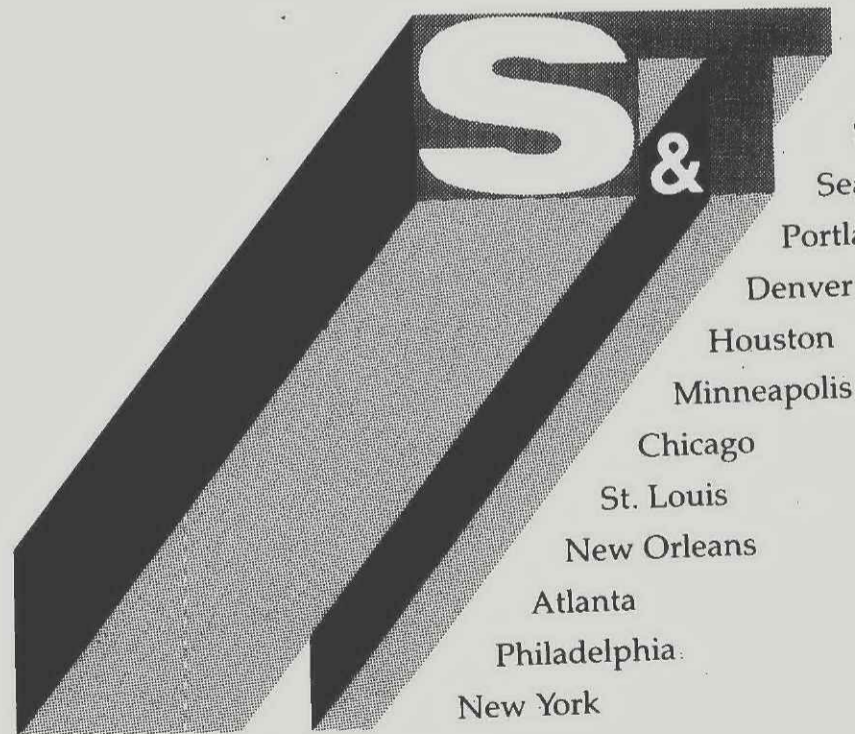 S&T
Denver
Houston
Minneapolis
Chicago
St. Louis
New Orleans
Atlanta
Philadelphia
New York